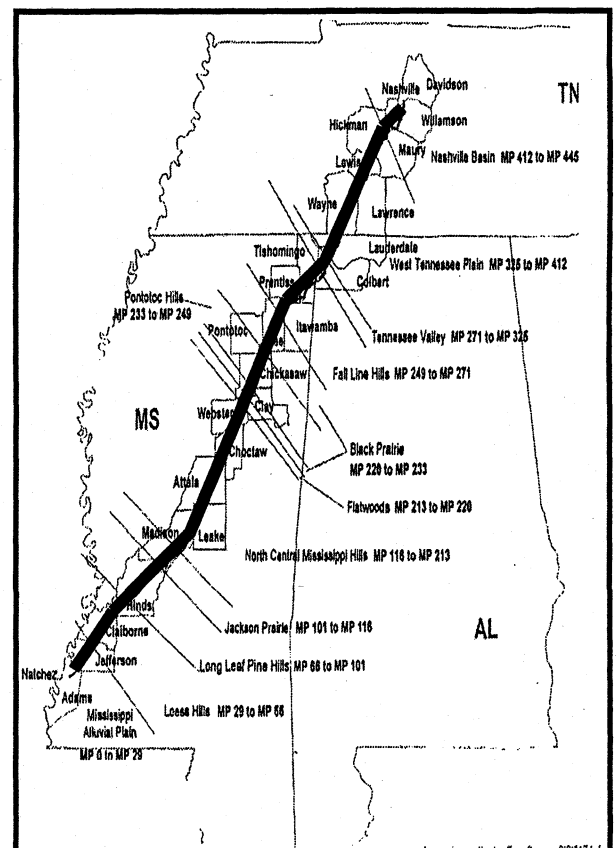 Nashville
Davidson
TN
Hickman
Williamson
Maury
Nashville Basin MP 412 to MP 445
Lewis
Wayne
Lawrence
Tishomingo
Lauderdale
West Tennessee Plain MP 325 to MP 412
Prentiss
Colbert
Pontotoc Hills
MP 233 to MP 249
Itawamba
Pontotoc
Tennessee Valley MP 271 to MP 325
Chickasaw
Fall Line Hills MP 249 to MP 271
MS
Webster
Clay
Choctaw
Black Prairie
MP 220 to MP 233
Attala
Flatwoods MP 213 to MP 220
Madison
Leake
North Central Mississippi Hills MP 116 to MP 213
Hinds
Claiborne
Jackson Prairie MP 101 to MP 116
AL
Jefferson
Long Leaf Pine Hills MP 66 to MP 101
Natchez
Adams
Loess Hills MP 29 to MP 66
Mississippi
Alluvial Plain
MP 0 to MP 29